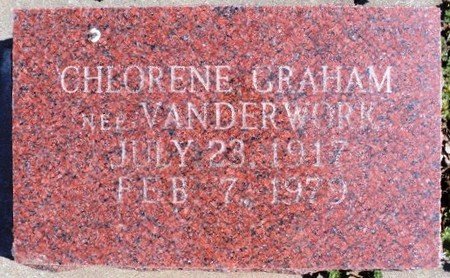 CHLORENE GRAHAM
NEE VANDERWORK
JULY 23, 1917
FEB 7, 1979